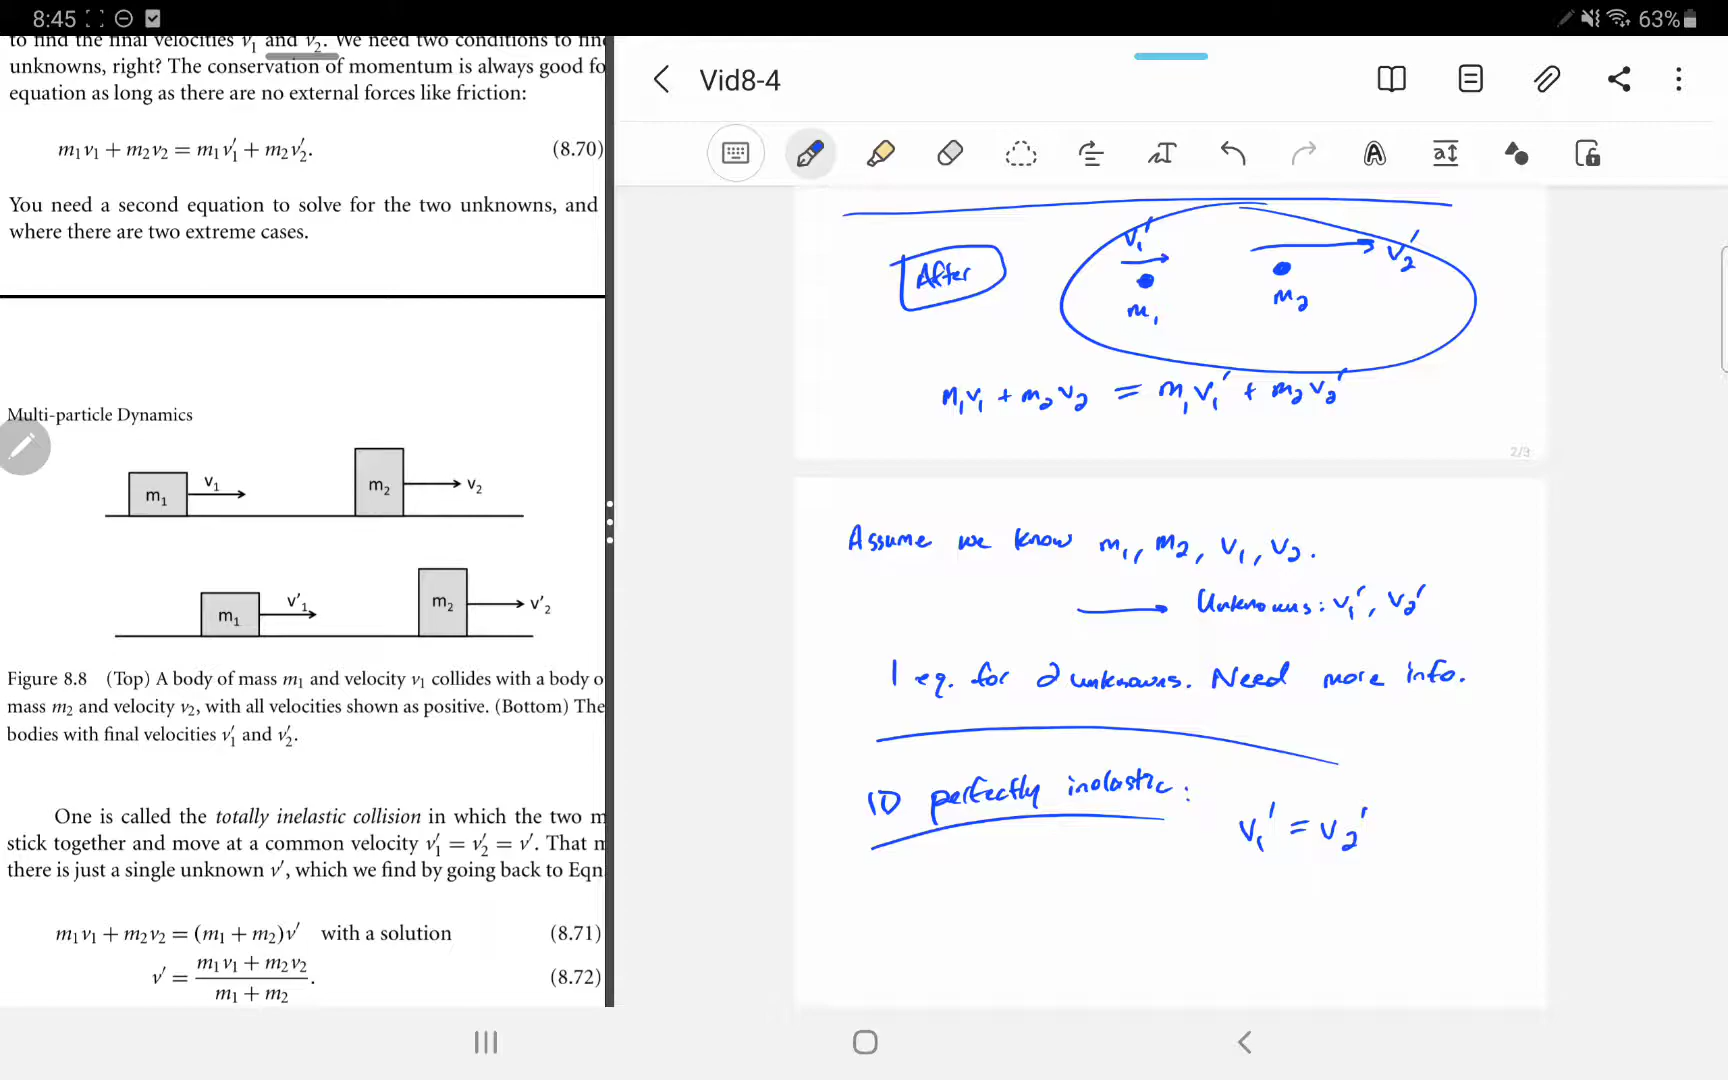 8:45
63%
to find the final velocities v₁ and v₂. We need two conditions to fin
unknowns, right? The conservation of momentum is always good fo
equation as long as there are no external forces like friction:
m₁v₁ + m₂v₂ = m₁v₁′ + m₂v₂′. (8.70)
You need a second equation to solve for the two unknowns, and
where there are two extreme cases.
Multi-particle Dynamics
m₁ v₁ m₂ v₂
m₁ v′₁ m₂ v′₂
Figure 8.8 (Top) A body of mass m₁ and velocity v₁ collides with a body o
mass m₂ and velocity v₂, with all velocities shown as positive. (Bottom) The
bodies with final velocities v₁′ and v₂′.
One is called the totally inelastic collision in which the two m
stick together and move at a common velocity v₁′ = v₂′ = v′. That m
there is just a single unknown v′, which we find by going back to Eqn.
m₁v₁ + m₂v₂ = (m₁ + m₂)v′ with a solution (8.71)
v′ = (m₁v₁ + m₂v₂)/(m₁ + m₂). (8.72)
Vid8-4
After
v₁′ v₂′
m₁ m₂
m₁v₁ + m₂v₂ = m₁v₁′ + m₂v₂′
2/3
Assume we know m₁, m₂, v₁, v₂.
→ Unknowns: v₁′, v₂′
1 eq. for 2 unknowns. Need more info.
1D perfectly inelastic:
v₁′ = v₂′